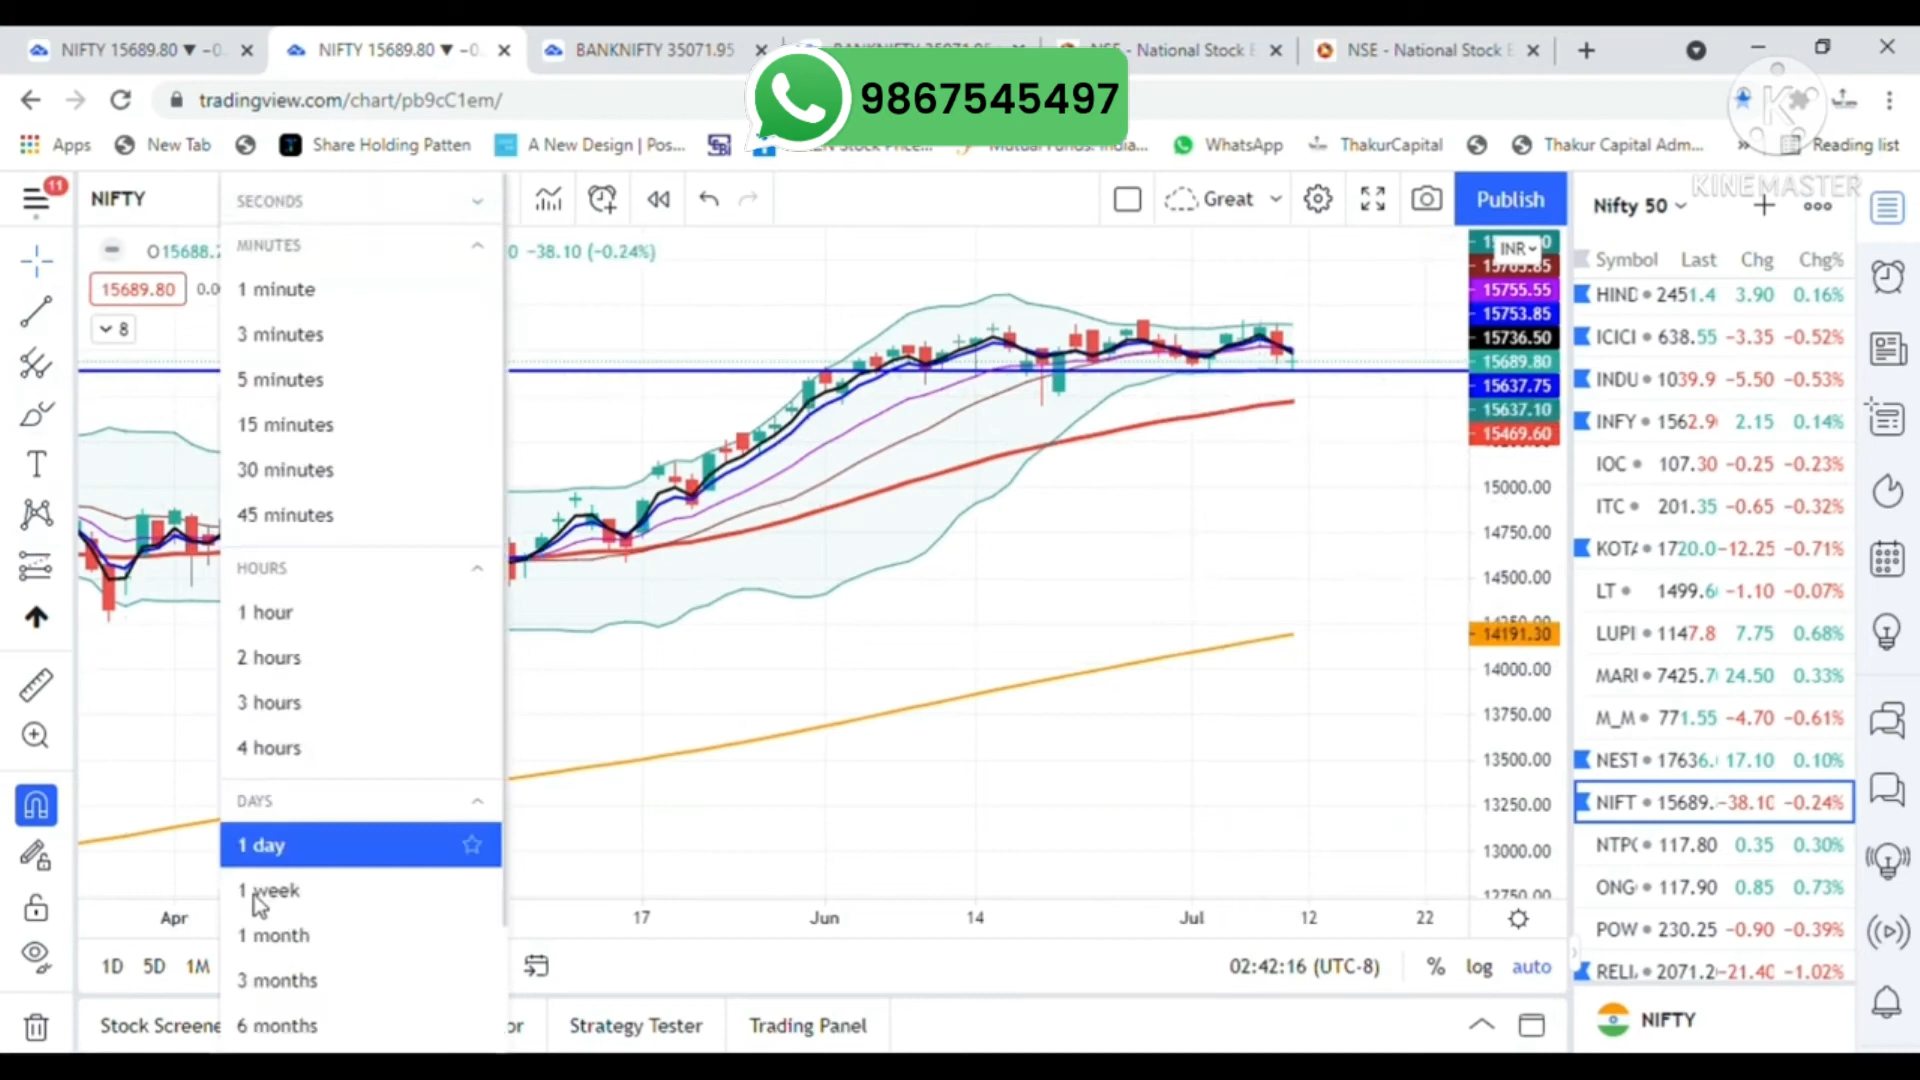 NIFTY 15689.80 ▼ −0.
NIFTY 15689.80 ▼ −0.
BANKNIFTY 35071.95
NSE - National Stock E
NSE - National Stock E
tradingview.com/chart/pb9cC1em/
9867545497
Apps
New Tab
Share Holding Patten
A New Design | Pos...
Mutual Funds: India...
WhatsApp
ThakurCapital
Thakur Capital Adm...
Reading list
KINEMASTER
11
NIFTY
SECONDS
Great
Publish
Nifty 50
O15688.2
0 −38.10 (−0.24%)
15689.80
0.0
8
MINUTES
1 minute
3 minutes
5 minutes
15 minutes
30 minutes
45 minutes
HOURS
1 hour
2 hours
3 hours
4 hours
DAYS
1 day
1 week
1 month
3 months
6 months
INR
15755.55
15753.85
15736.50
15689.80
15637.75
15637.10
15469.60
15000.00
14750.00
14500.00
14191.30
14000.00
13750.00
13500.00
13250.00
13000.00
12750.00
Apr
17
Jun
14
Jul
12
22
1D 5D 1M
02:42:16 (UTC-8)
% log auto
Stock Screene
or
Strategy Tester
Trading Panel
Symbol Last Chg Chg%
HIND 2451.4 3.90 0.16%
ICICI 638.55 −3.35 −0.52%
INDU 1039.9 −5.50 −0.53%
INFY 1562.9 2.15 0.14%
IOC 107.30 −0.25 −0.23%
ITC 201.35 −0.65 −0.32%
KOTA 1720.0 −12.25 −0.71%
LT 1499.6 −1.10 −0.07%
LUPI 1147.8 7.75 0.68%
MARI 7425.7 24.50 0.33%
M_M 771.55 −4.70 −0.61%
NEST 17636. 17.10 0.10%
NIFT 15689. −38.10 −0.24%
NTPC 117.80 0.35 0.30%
ONG 117.90 0.85 0.73%
POW 230.25 −0.90 −0.39%
RELI 2071.2 −21.40 −1.02%
NIFTY